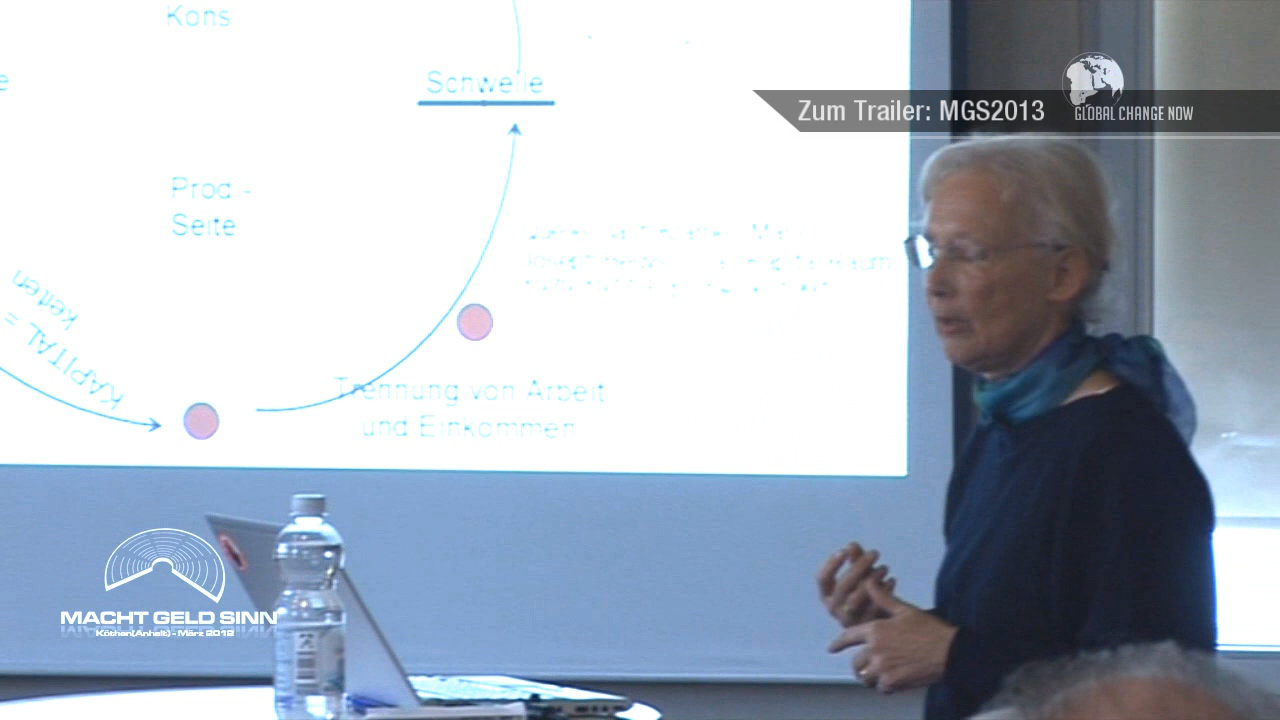 Kons
Schwelle
Zum Trailer: MGS2013
GLOBAL CHANGE NOW
Prod -
Seite
keiten
KAPITAL =
Trennung von Arbeit
und Einkommen
MACHT GELD SINN
Köthen(Anhalt) - März 2012